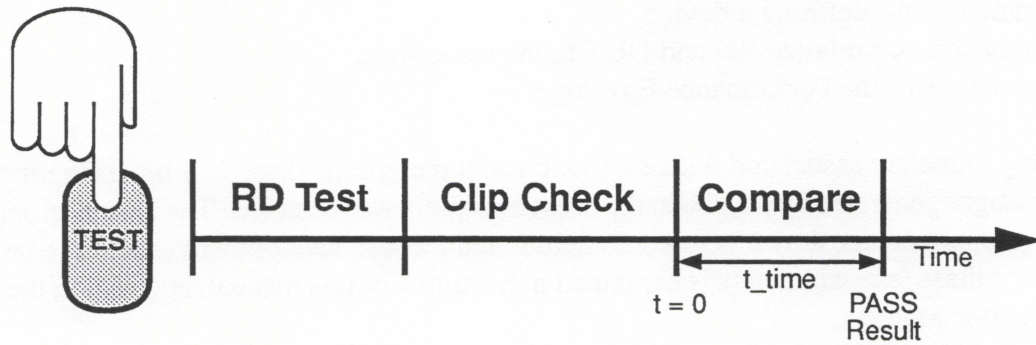 TEST
RD Test
Clip Check
Compare
Time
t_time
t = 0
PASS
Result